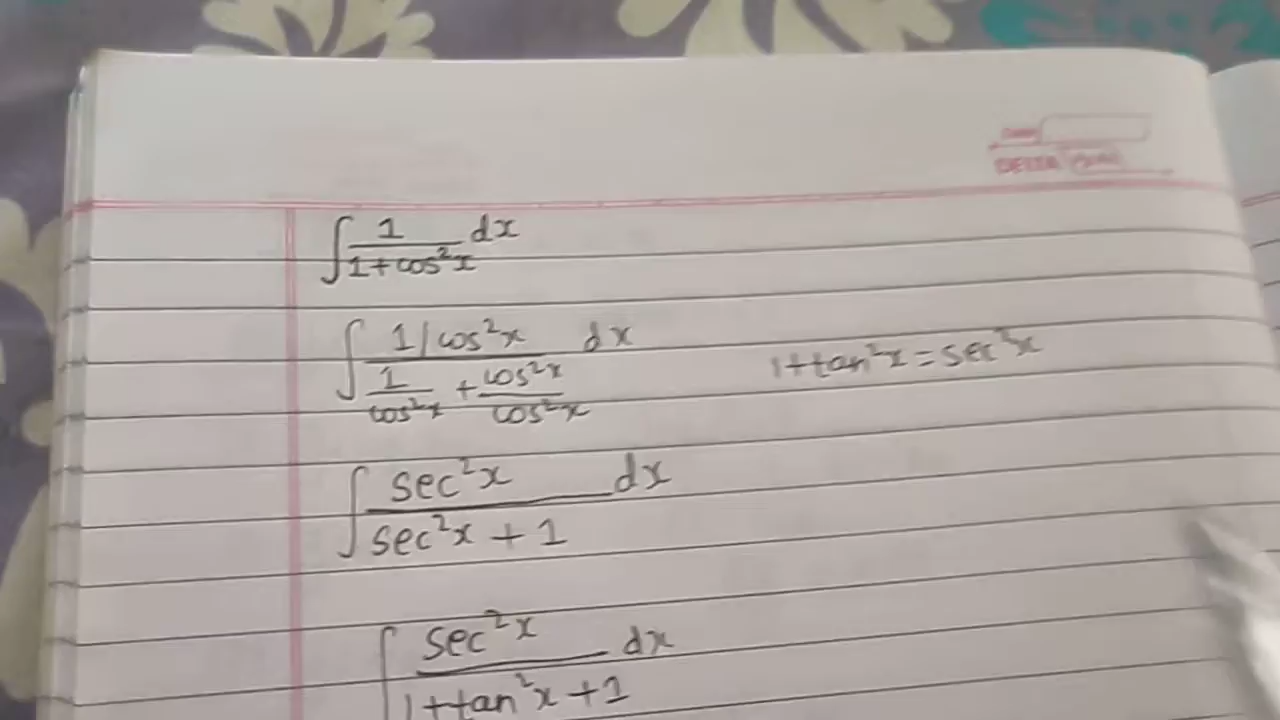 ∫ 1/(1+cos²x) dx
∫ (1/cos²x)/(1/cos²x + cos²x/cos²x) dx
1+tan²x = sec²x
∫ sec²x/(sec²x + 1) dx
∫ sec²x/(1+tan²x+1) dx